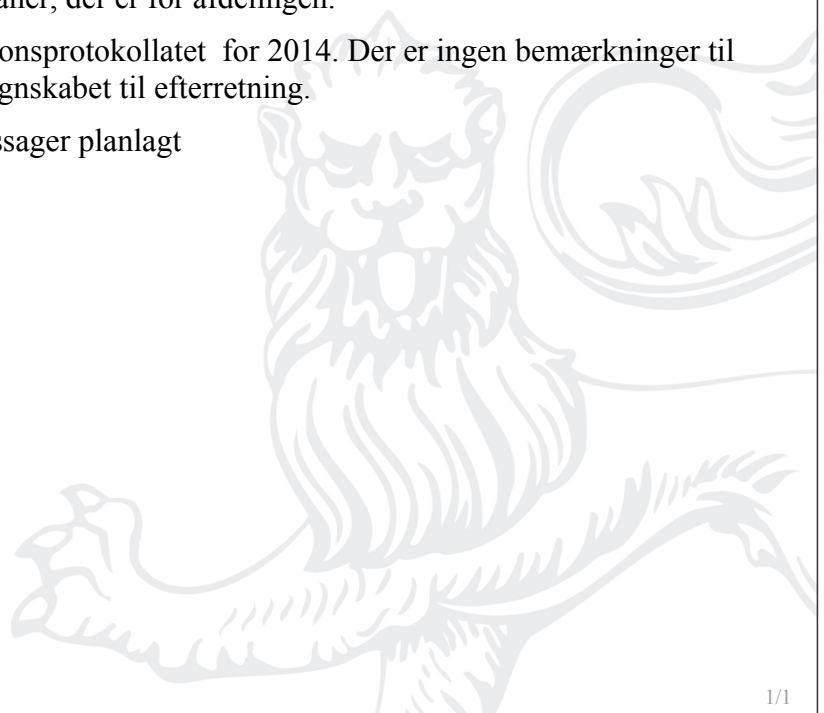 der er for afdelingen.
onsprotokollatet for 2014. Der er ingen bemærkninger til
gnskabet til efterretning.
ssager planlagt
1/1